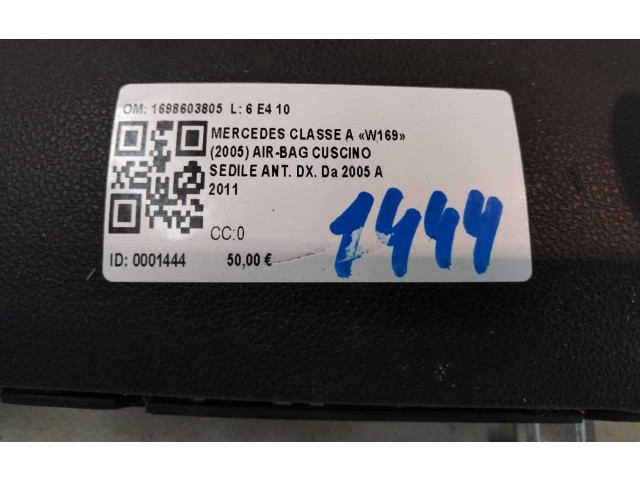 OM: 1698603805 L: 6 E4 10
MERCEDES CLASSE A «W169»
(2005) AIR-BAG CUSCINO
SEDILE ANT. DX. Da 2005 A
2011
CC:0
1444
ID: 0001444 50,00 €